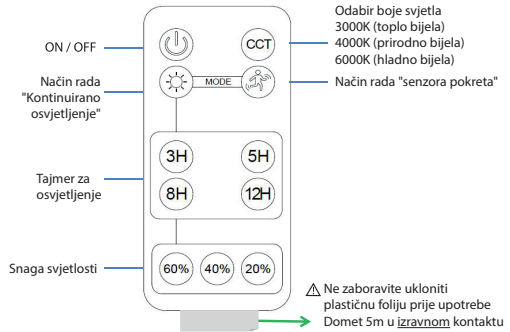 Odabir boje svjetla
3000K (toplo bijela)
4000K (prirodno bijela)
6000K (hladno bijela)
ON / OFF
CCT
Način rada
"Kontinuirano
osvjetljenje"
MODE
Način rada "senzora pokreta"
Tajmer za
osvjetljenje
3H
5H
8H
12H
Snaga svjetlosti
60%
40%
20%
Ne zaboravite ukloniti
plastičnu foliju prije upotrebe
Domet 5m u izravnom kontaktu